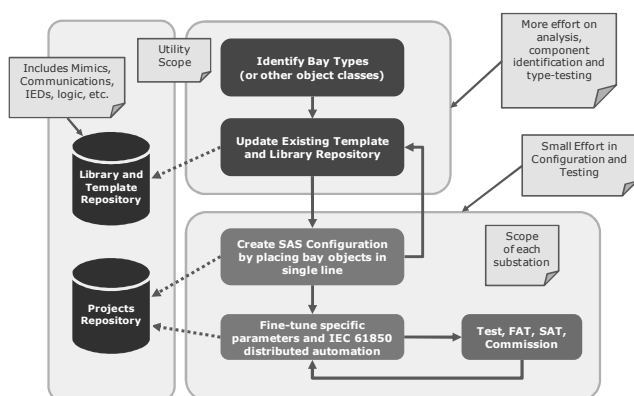 Includes Mimics,
Communications,
IEDs, logic, etc.
Utility
Scope
Identify Bay Types
(or other object classes)
More effort on
analysis,
component
identification and
type-testing
Update Existing Template
and Library Repository
Library and
Template
Repository
Small Effort in
Configuration and
Testing
Create SAS Configuration
by placing bay objects in
single line
Scope
of each
substation
Projects
Repository
Fine-tune specific
parameters and IEC 61850
distributed automation
Test, FAT, SAT,
Commission